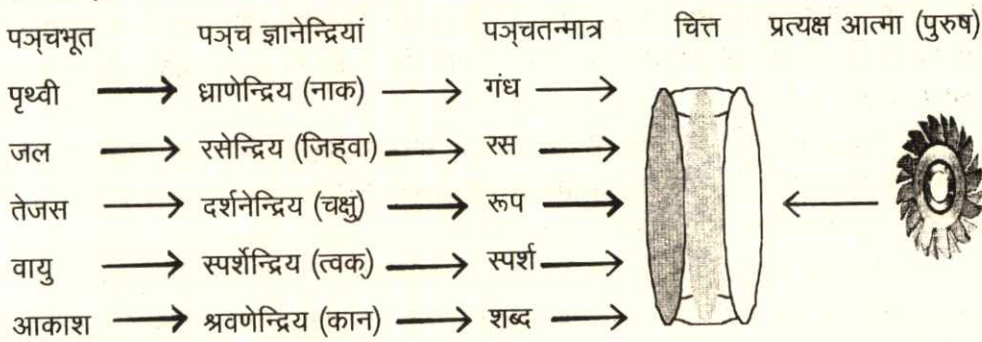 पञ्चभूत पञ्च ज्ञानेन्द्रियां पञ्चतन्मात्र चित्त प्रत्यक्ष आत्मा (पुरुष)
पृथ्वी ध्राणेन्द्रिय (नाक) गंध
जल रसेन्द्रिय (जिह्वा) रस
तेजस दर्शनेन्द्रिय (चक्षु) रूप
वायु स्पर्शेन्द्रिय (त्वक्) स्पर्श
आकाश श्रवणेन्द्रिय (कान) शब्द